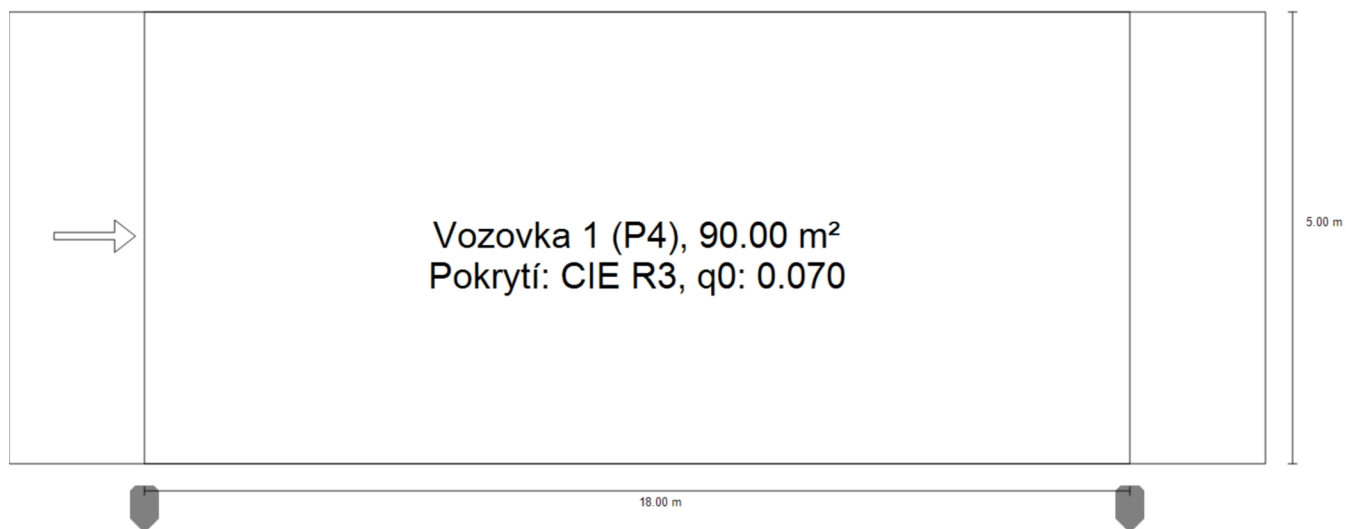 Vozovka 1 (P4), 90.00 m²
Pokrytí: CIE R3, q0: 0.070
5.00 m
18.00 m